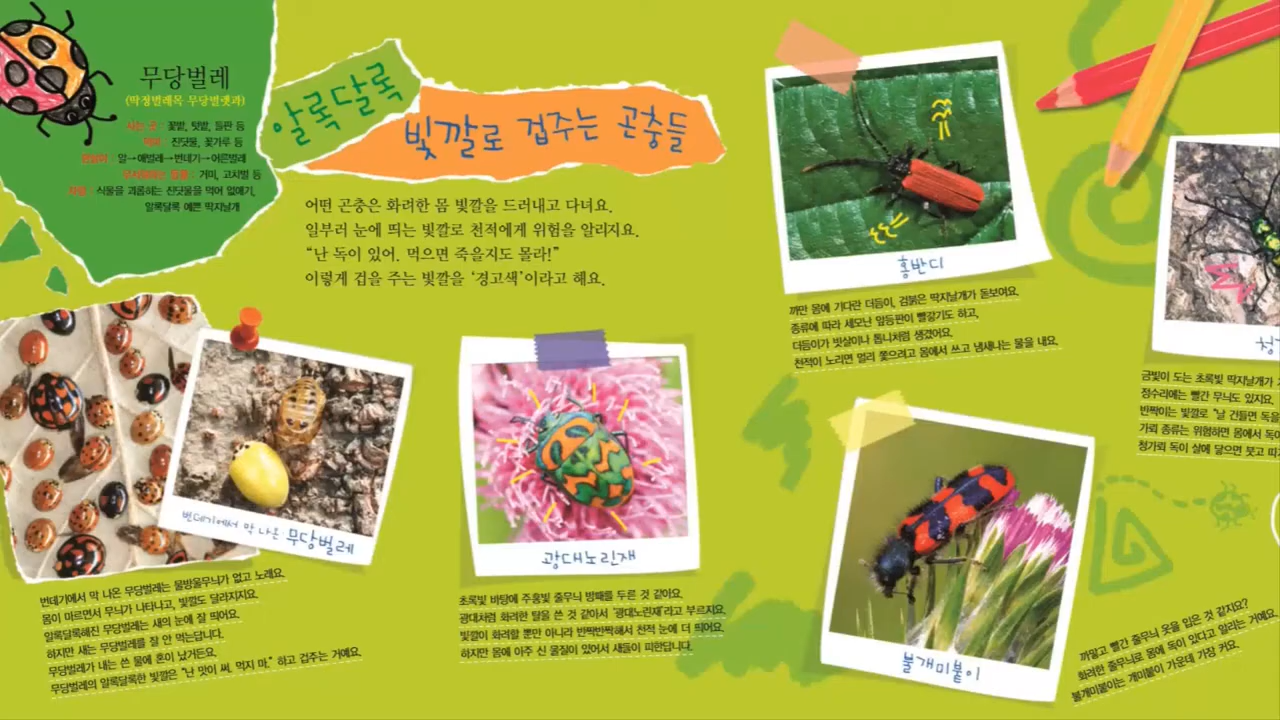 무당벌레
(딱정벌레목 무당벌렛과)
사는 곳 : 꽃밭, 텃밭, 들판 등
먹이 : 진딧물, 꽃가루 등
한살이 : 알→애벌레→번데기→어른벌레
무서워하는 동물 : 거미, 고치벌 등
특징 : 식물을 괴롭히는 진딧물을 먹어 없애기,
알록달록 예쁜 딱지날개
알록달록
빛깔로 겁주는 곤충들
어떤 곤충은 화려한 몸 빛깔을 드러내고 다녀요.
일부러 눈에 띄는 빛깔로 천적에게 위험을 알리지요.
“난 독이 있어. 먹으면 죽을지도 몰라!”
이렇게 겁을 주는 빛깔을 ‘경고색’이라고 해요.
번데기에서 막 나온 무당벌레
번데기에서 막 나온 무당벌레는 물방울무늬가 없고 노래요.
몸이 마르면서 무늬가 나타나고, 빛깔도 달라지지요.
알록달록해진 무당벌레는 새의 눈에 잘 띄어요.
하지만 새는 무당벌레를 잘 안 먹는답니다.
무당벌레가 내는 쓴 물에 혼이 났거든요.
무당벌레의 알록달록한 빛깔은 “난 맛이 써. 먹지 마.” 하고 겁주는 거예요.
광대노린재
초록빛 바탕에 주홍빛 줄무늬 방패를 두른 것 같아요.
광대처럼 화려한 탈을 쓴 것 같아서 ‘광대노린재’라고 부르지요.
빛깔이 화려할 뿐만 아니라 반짝반짝해서 천적 눈에 더 띄어요.
하지만 몸에 아주 신 물질이 있어서 새들이 피한답니다.
홍반디
까만 몸에 기다란 더듬이, 검붉은 딱지날개가 돋보여요.
종류에 따라 세모난 앞등판이 빨갛기도 하고,
더듬이가 빗살이나 톱니처럼 생겼어요.
천적이 노리면 멀리 쫓으려고 몸에서 쓰고 냄새나는 물을 내요.
불개미붙이
까맣고 빨간 줄무늬 옷을 입은 것 같지요?
화려한 줄무늬로 몸에 독이 있다고 알리는 거예요.
불개미붙이는 개미붙이 가운데 가장 커요.
독
청
금빛이 도는 초록빛 딱지날개가
정수리에는 빨간 무늬도 있지요.
반짝이는 빛깔로 “날 건들면 독을
가뢰 종류는 위험하면 몸에서 독
청가뢰 독이 살에 닿으면 붓고 따